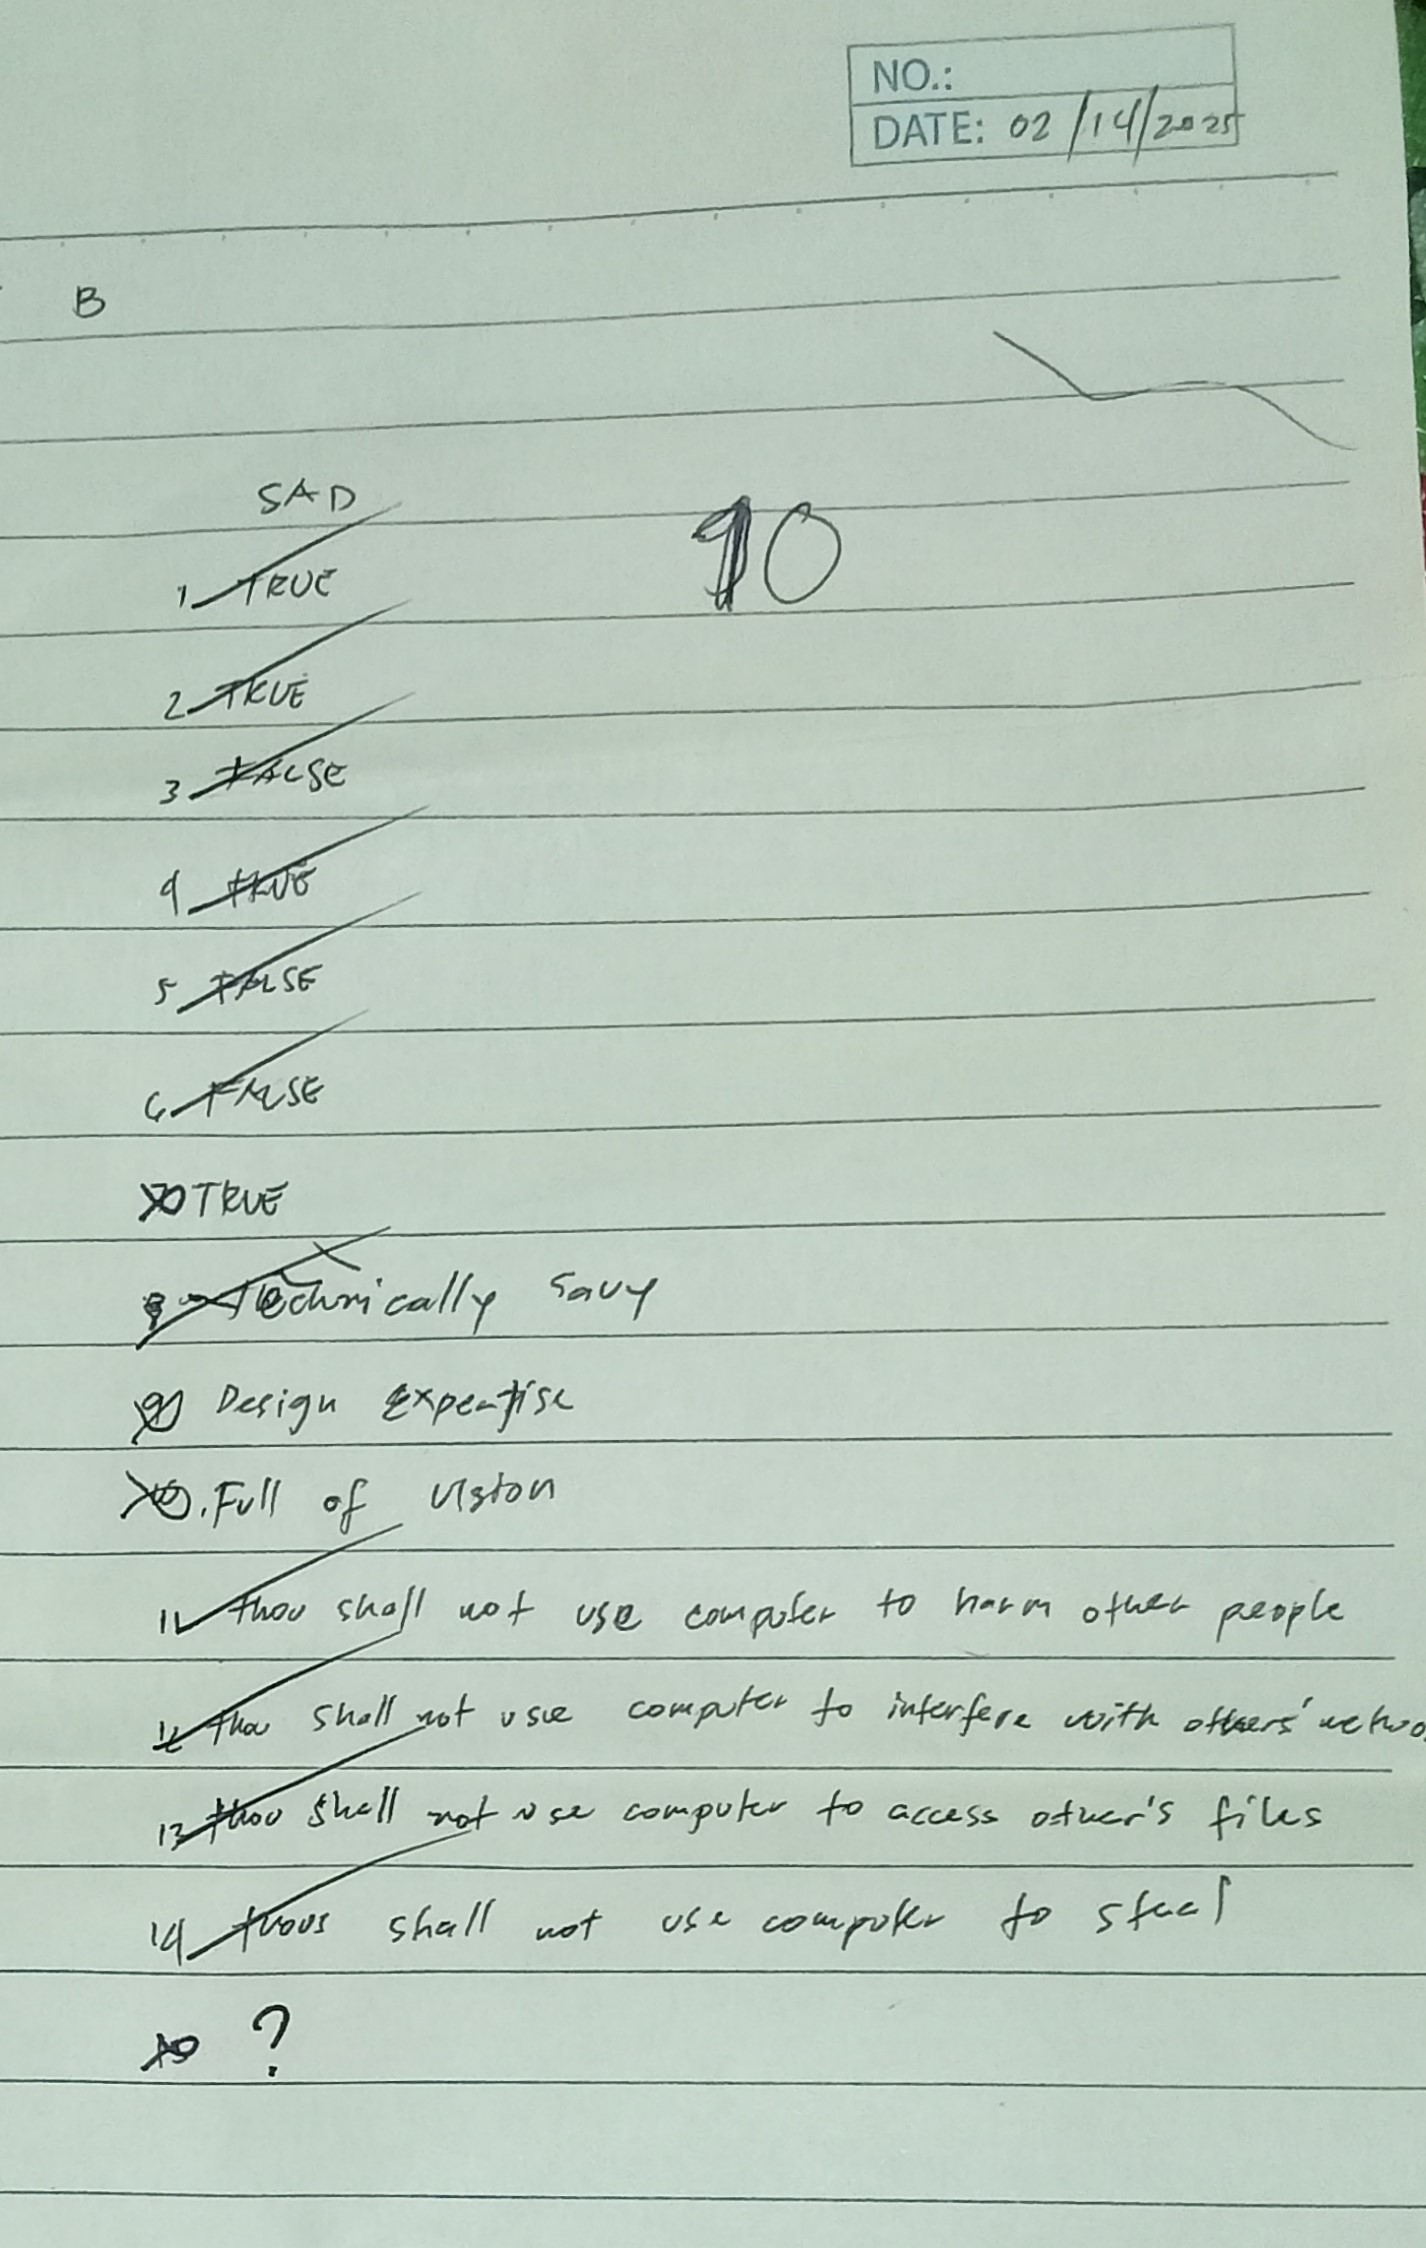 NO.:
DATE: 02/14/2025
B
SAD
10
1 TRUE
2 TRUE
3 FALSE
4 TRUE
5 FALSE
6 FALSE
7 TRUE
8 Technically savy
9 Design Expertise
10. Full of vision
11 thou shall not use computer to harm other people
12 thou shall not use computer to interfere with others'
13 thou shall not use computer to access other's files
14 thous shall not use computer to steal
15 ?